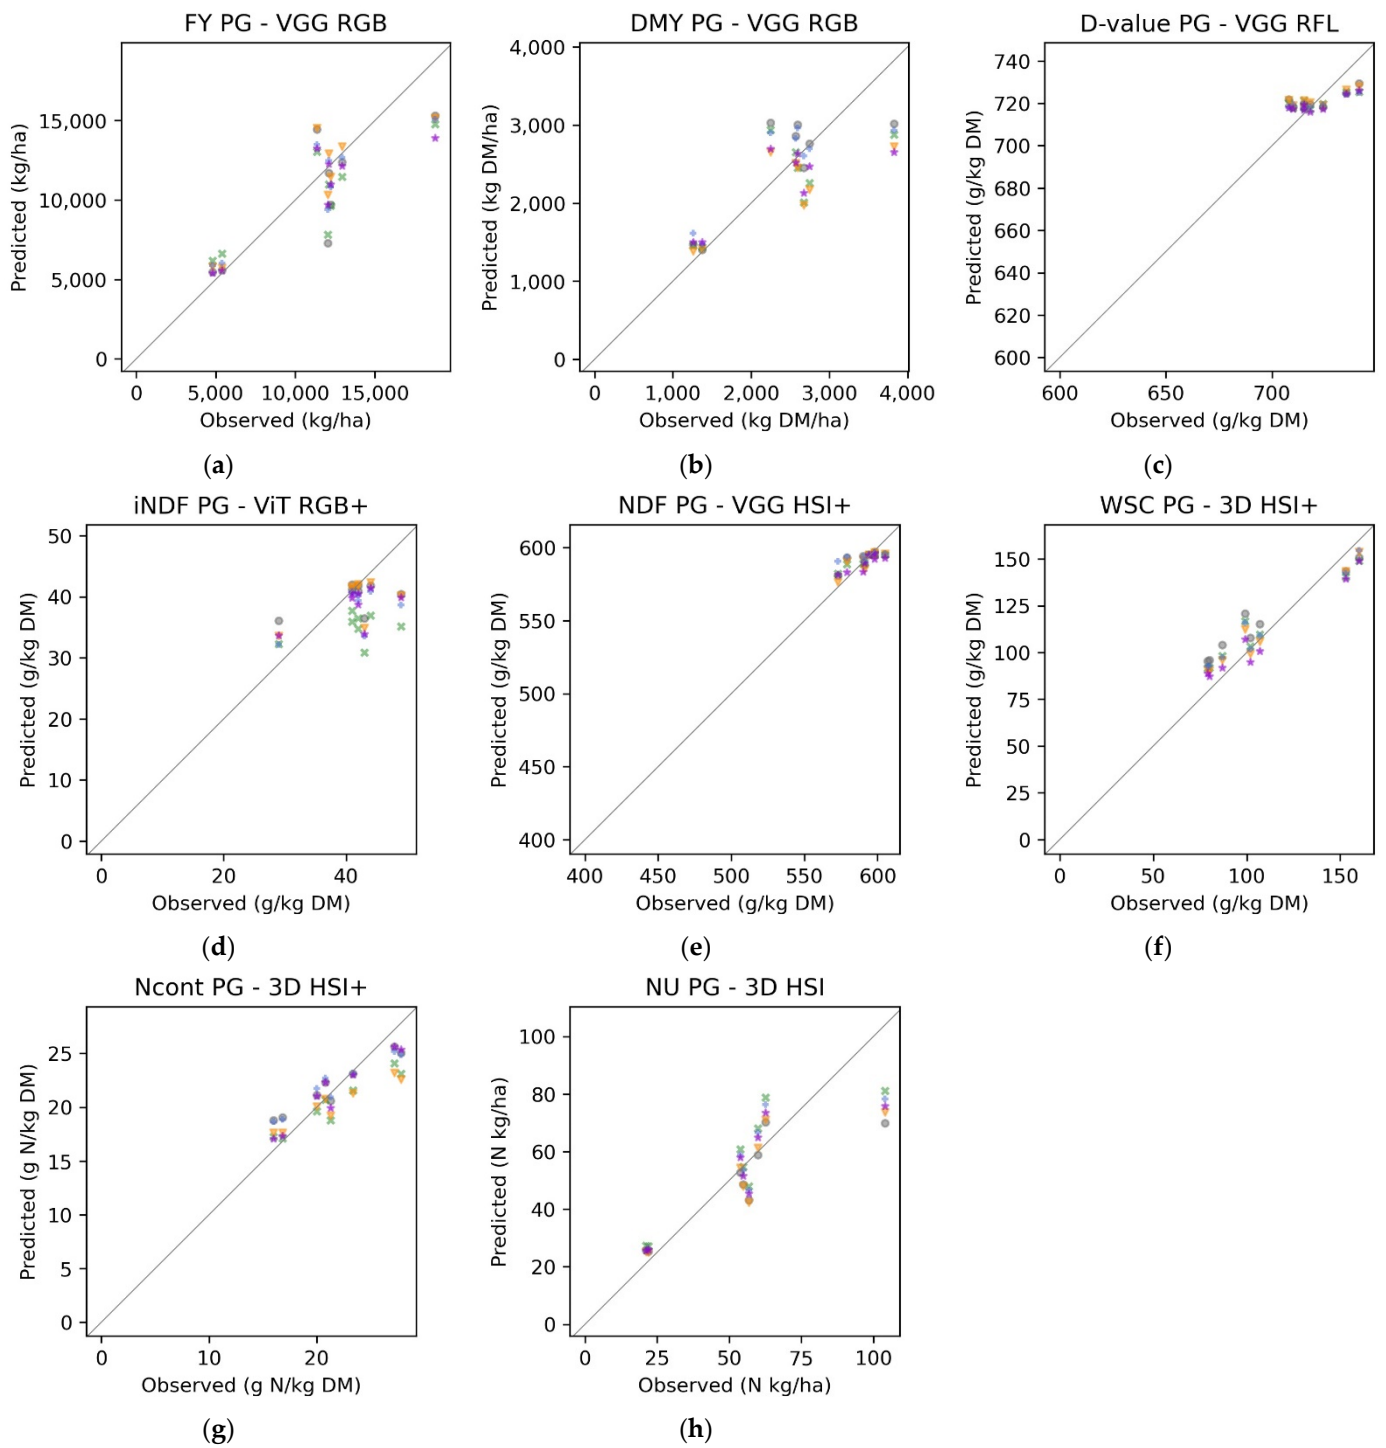 FY PG - VGG RGB
Predicted (kg/ha)
15,000
10,000
5,000
0
0 5,000 10,000 15,000
Observed (kg/ha)
(a)
DMY PG - VGG RGB
Predicted (kg DM/ha)
4,000
3,000
2,000
1,000
0
0 1,000 2,000 3,000 4,000
Observed (kg DM/ha)
(b)
D-value PG - VGG RFL
Predicted (g/kg DM)
740
720
700
680
660
640
620
600
600 650 700
Observed (g/kg DM)
(c)
iNDF PG - ViT RGB+
Predicted (g/kg DM)
50
40
30
20
10
0
0 20 40
Observed (g/kg DM)
(d)
NDF PG - VGG HSI+
Predicted (g/kg DM)
600
550
500
450
400
400 450 500 550 600
Observed (g/kg DM)
(e)
WSC PG - 3D HSI+
Predicted (g/kg DM)
150
125
100
75
50
25
0
0 50 100 150
Observed (g/kg DM)
(f)
Ncont PG - 3D HSI+
Predicted (g N/kg DM)
25
20
15
10
5
0
0 10 20
Observed (g N/kg DM)
(g)
NU PG - 3D HSI
Predicted (N kg/ha)
100
80
60
40
20
0
0 25 50 75 100
Observed (N kg/ha)
(h)